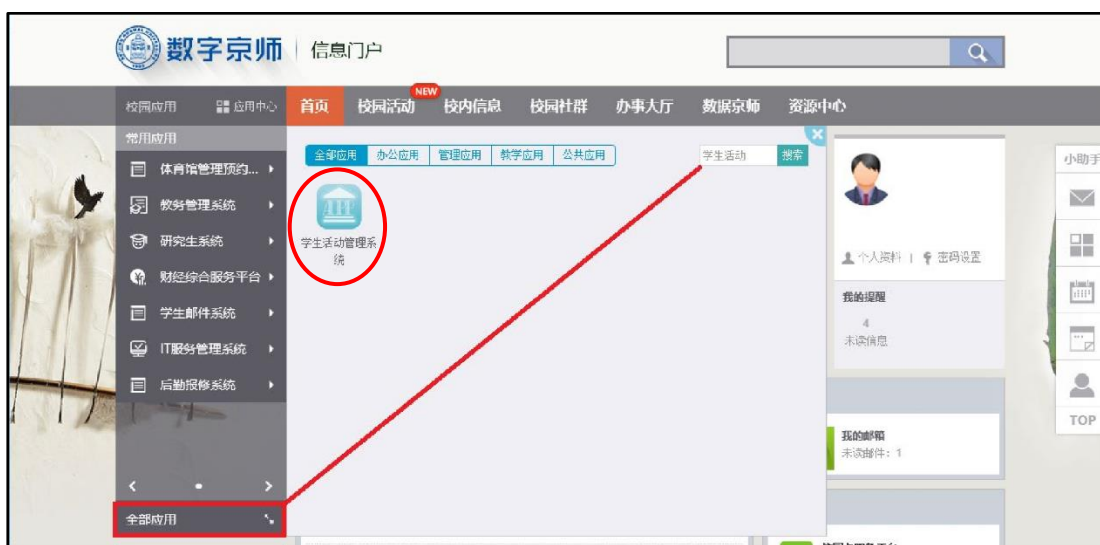 数字京师 信息门户
校园应用 应用中心 首页 校园活动 NEW 校内信息 校园社群 办事大厅 数据京师 资源中心
常用应用
体育馆管理预约...
教务管理系统
研究生系统
财经综合服务平台
学生邮件系统
IT服务管理系统
后勤报修系统
全部应用
全部应用 办公应用 管理应用 教学应用 公共应用 学生活动 搜索
学生活动管理系
统
个人资料 | 密码设置
我的提醒
4
未读信息
我的邮箱
未读邮件:1
小助手
TOP